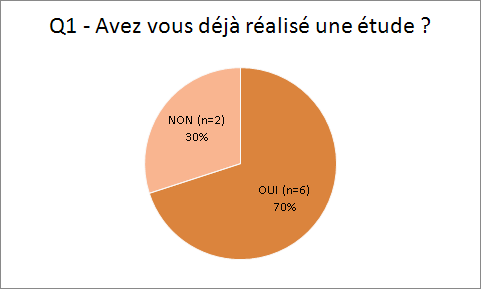 Q1 - Avez vous déjà réalisé une étude ?
NON (n=2)
30%
OUI (n=6)
70%